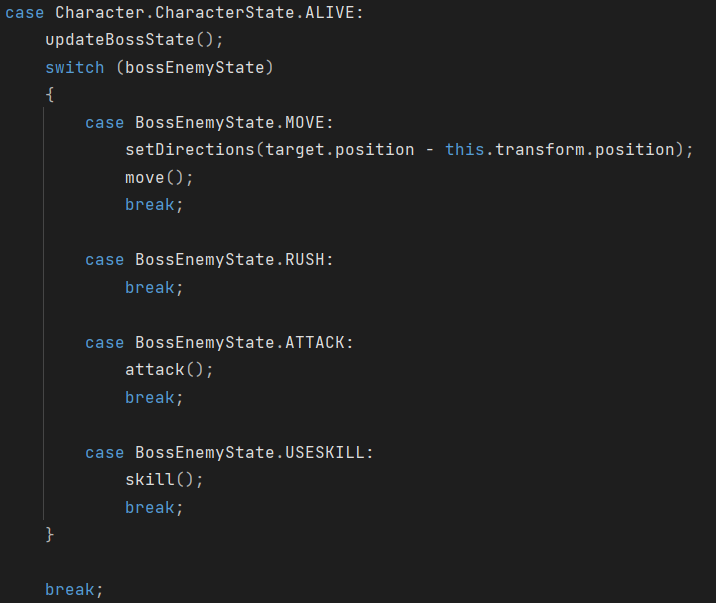 case Character.CharacterState.ALIVE:
    updateBossState();
    switch (bossEnemyState)
    {
        case BossEnemyState.MOVE:
            setDirections(target.position - this.transform.position);
            move();
            break;

        case BossEnemyState.RUSH:
            break;

        case BossEnemyState.ATTACK:
            attack();
            break;

        case BossEnemyState.USESKILL:
            skill();
            break;
    }

    break;